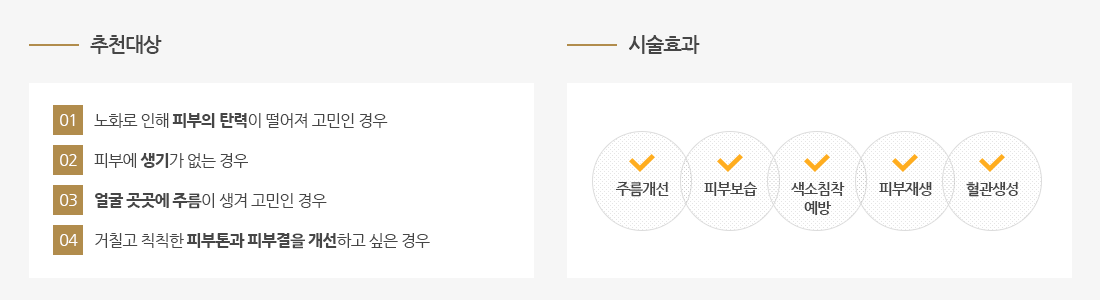 추천대상
01 노화로 인해 피부의 탄력이 떨어져 고민인 경우
02 피부에 생기가 없는 경우
03 얼굴 곳곳에 주름이 생겨 고민인 경우
04 거칠고 칙칙한 피부톤과 피부결을 개선하고 싶은 경우
시술효과
주름개선
피부보습
색소침착
예방
피부재생
혈관생성